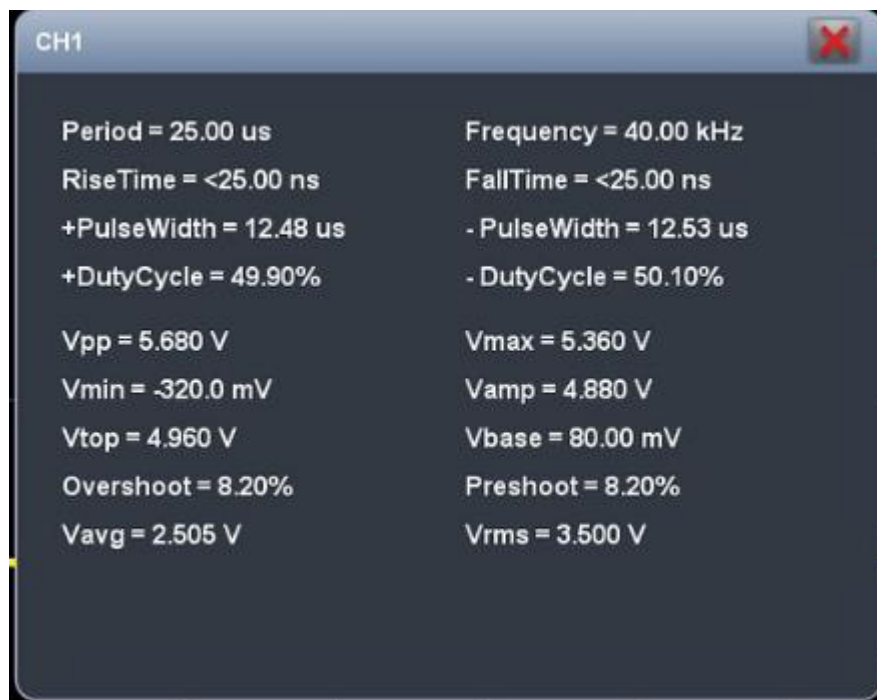 CH1
Period = 25.00 us Frequency = 40.00 kHz
RiseTime = <25.00 ns FallTime = <25.00 ns
+PulseWidth = 12.48 us - PulseWidth = 12.53 us
+DutyCycle = 49.90% - DutyCycle = 50.10%
Vpp = 5.680 V Vmax = 5.360 V
Vmin = -320.0 mV Vamp = 4.880 V
Vtop = 4.960 V Vbase = 80.00 mV
Overshoot = 8.20% Preshoot = 8.20%
Vavg = 2.505 V Vrms = 3.500 V